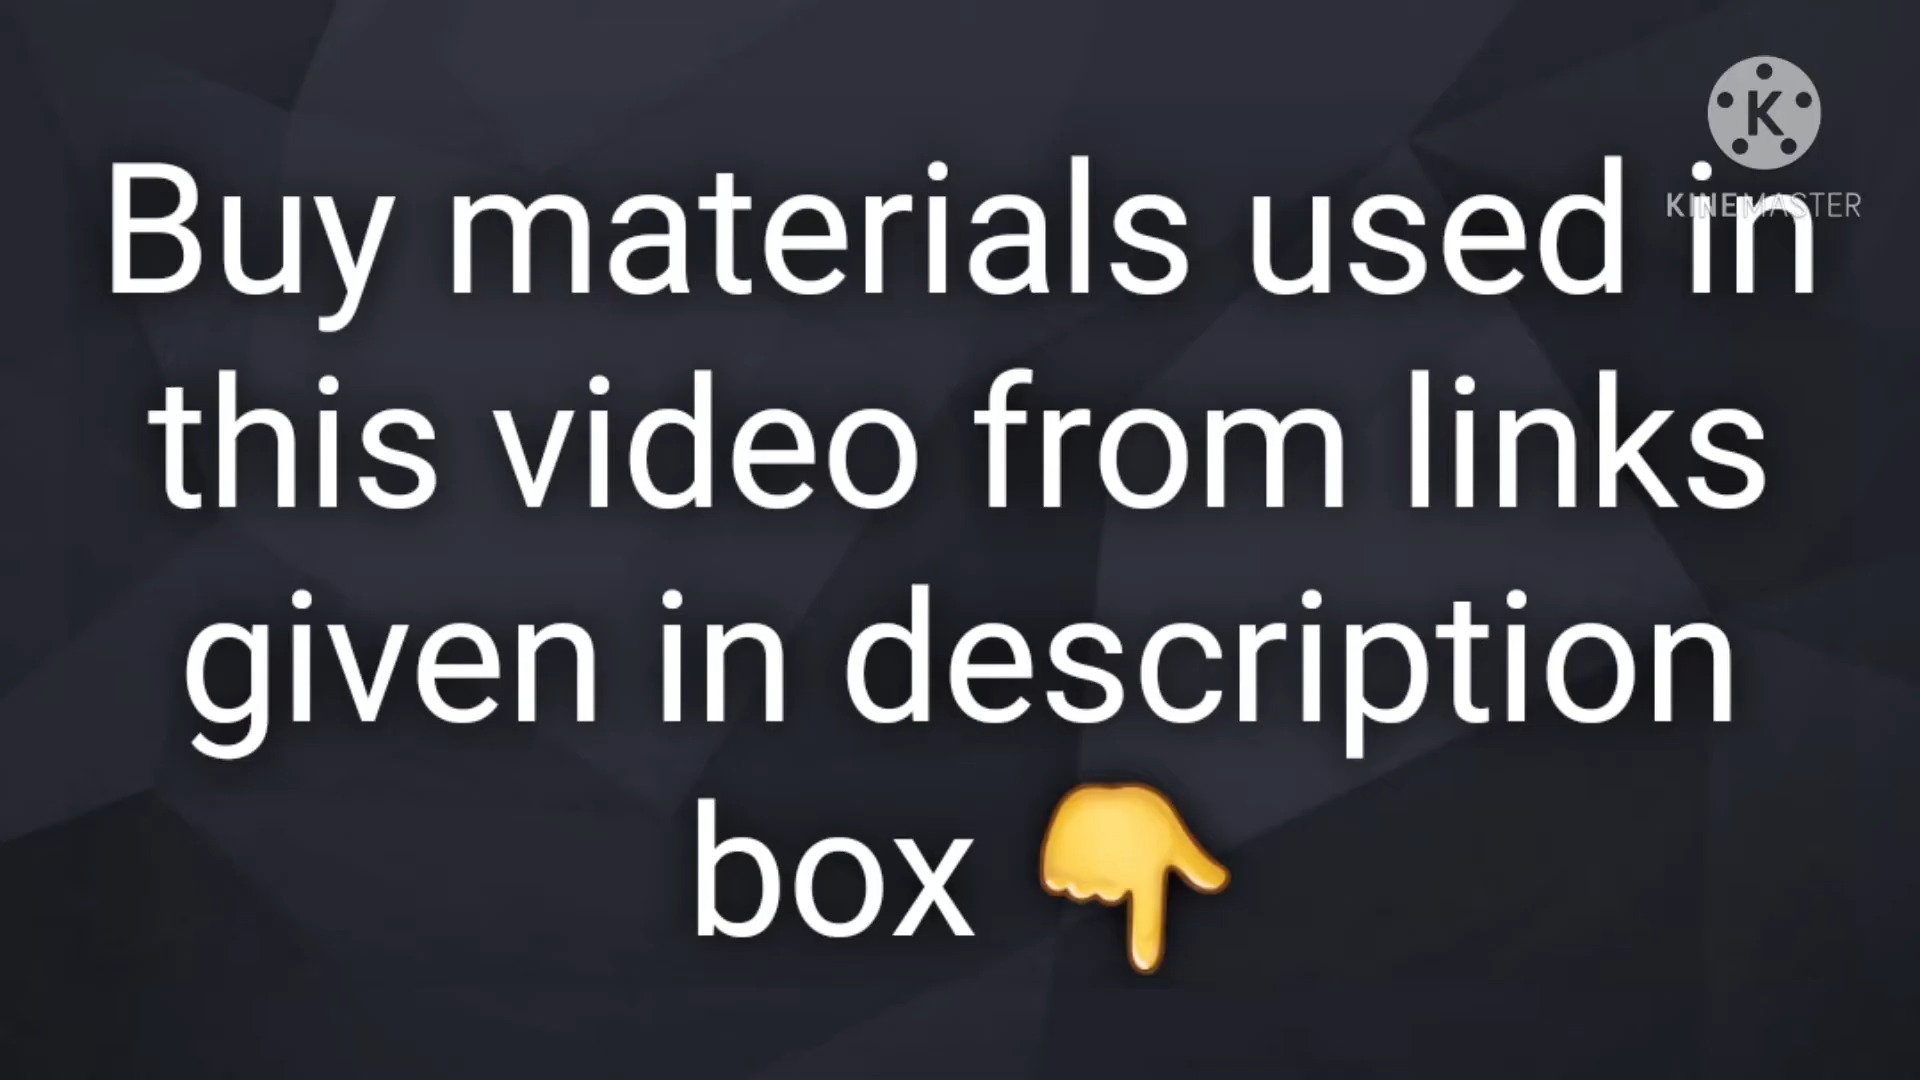 K
KINEMASTER
Buy materials used in
this video from links
given in description
box 👇